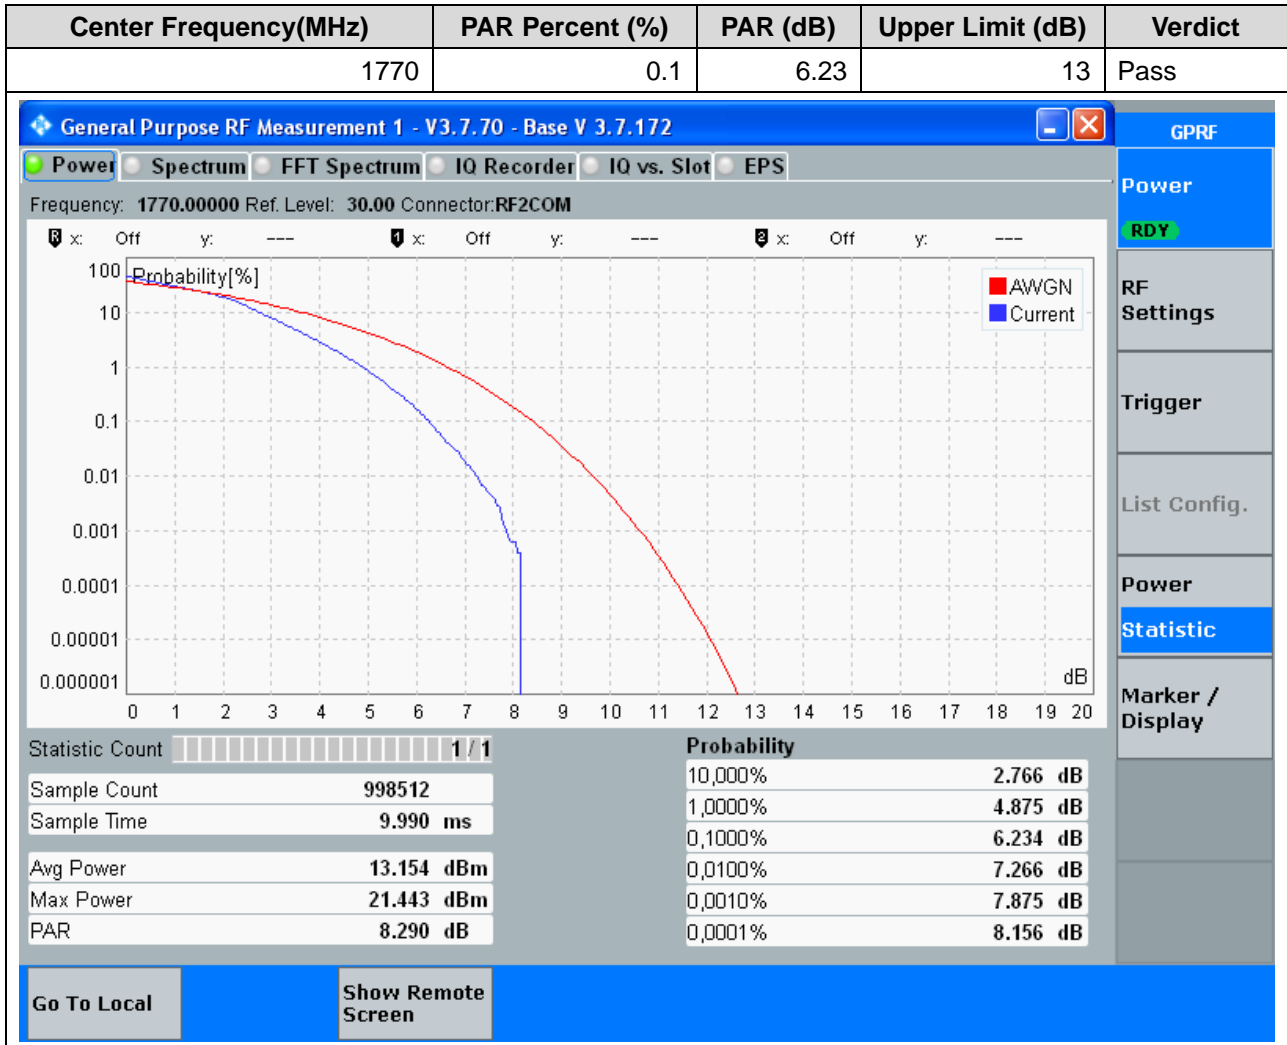 Center Frequency(MHz) PAR Percent (%) PAR (dB) Upper Limit (dB) Verdict
1770 0.1 6.23 13 Pass
General Purpose RF Measurement 1 - V3.7.70 - Base V 3.7.172
GPRF
Power Spectrum FFT Spectrum IQ Recorder IQ vs. Slot EPS
Power
RDY
Frequency: 1770.00000 Ref. Level: 30.00 Connector:RF2COM
R x: Off y: --- 1 x: Off y: --- 2 x: Off y: ---
Probability[%]
AWGN
Current
100
10
1
0.1
0.01
0.001
0.0001
0.00001
0.000001
dB
0 1 2 3 4 5 6 7 8 9 10 11 12 13 14 15 16 17 18 19 20
RF
Settings
Trigger
List Config.
Power
Statistic
Marker /
Display
Statistic Count 1 / 1
Sample Count 998512
Sample Time 9.990 ms
Avg Power 13.154 dBm
Max Power 21.443 dBm
PAR 8.290 dB
Probability
10,000% 2.766 dB
1,0000% 4.875 dB
0,1000% 6.234 dB
0,0100% 7.266 dB
0,0010% 7.875 dB
0,0001% 8.156 dB
Go To Local
Show Remote
Screen